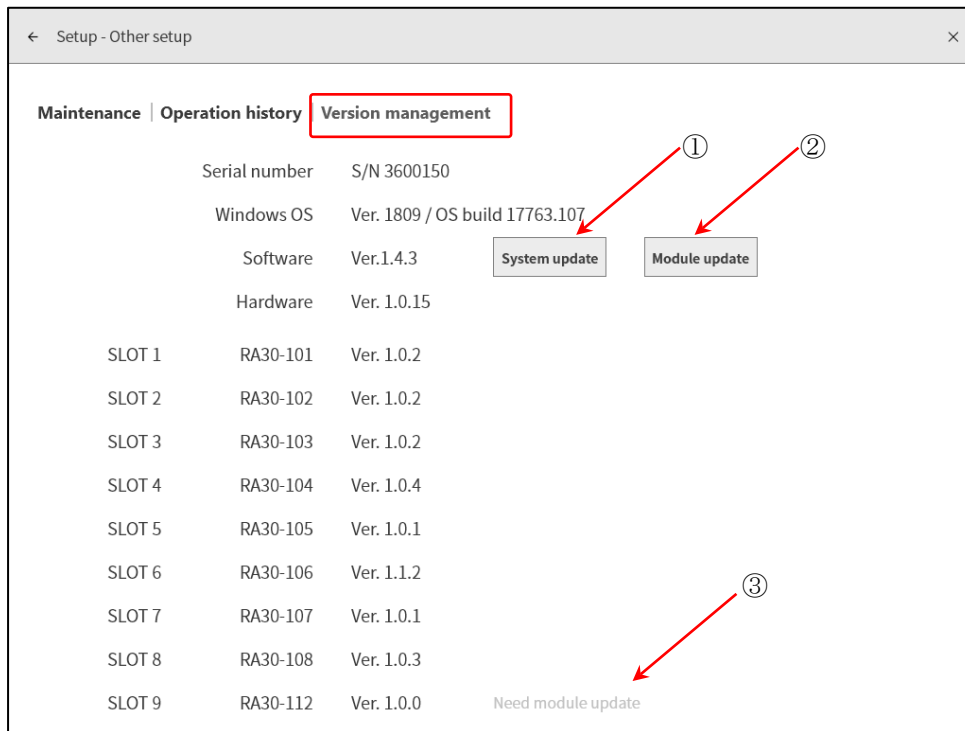 ← Setup - Other setup ×
Maintenance | Operation history | Version management
① ②
Serial number S/N 3600150
Windows OS Ver. 1809 / OS build 17763.107
Software Ver.1.4.3 System update Module update
Hardware Ver. 1.0.15
SLOT 1 RA30-101 Ver. 1.0.2
SLOT 2 RA30-102 Ver. 1.0.2
SLOT 3 RA30-103 Ver. 1.0.2
SLOT 4 RA30-104 Ver. 1.0.4
SLOT 5 RA30-105 Ver. 1.0.1
SLOT 6 RA30-106 Ver. 1.1.2
③
SLOT 7 RA30-107 Ver. 1.0.1
SLOT 8 RA30-108 Ver. 1.0.3
SLOT 9 RA30-112 Ver. 1.0.0 Need module update